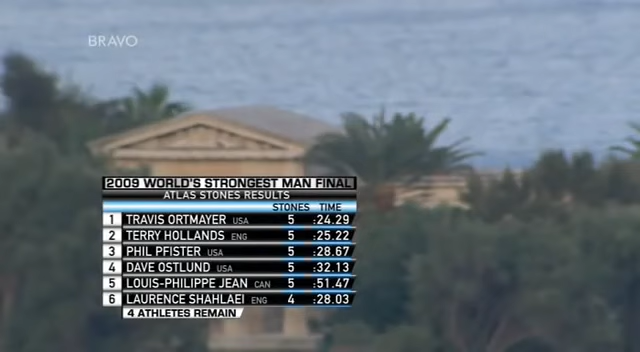 BRAVO
2009 WORLD'S STRONGEST MAN FINAL
ATLAS STONES RESULTS
STONES TIME
1 TRAVIS ORTMAYER USA 5 :24.29
2 TERRY HOLLANDS ENG 5 :25.22
3 PHIL PFISTER USA 5 :28.67
4 DAVE OSTLUND USA 5 :32.13
5 LOUIS-PHILIPPE JEAN CAN 5 :51.47
6 LAURENCE SHAHLAEI ENG 4 :28.03
4 ATHLETES REMAIN